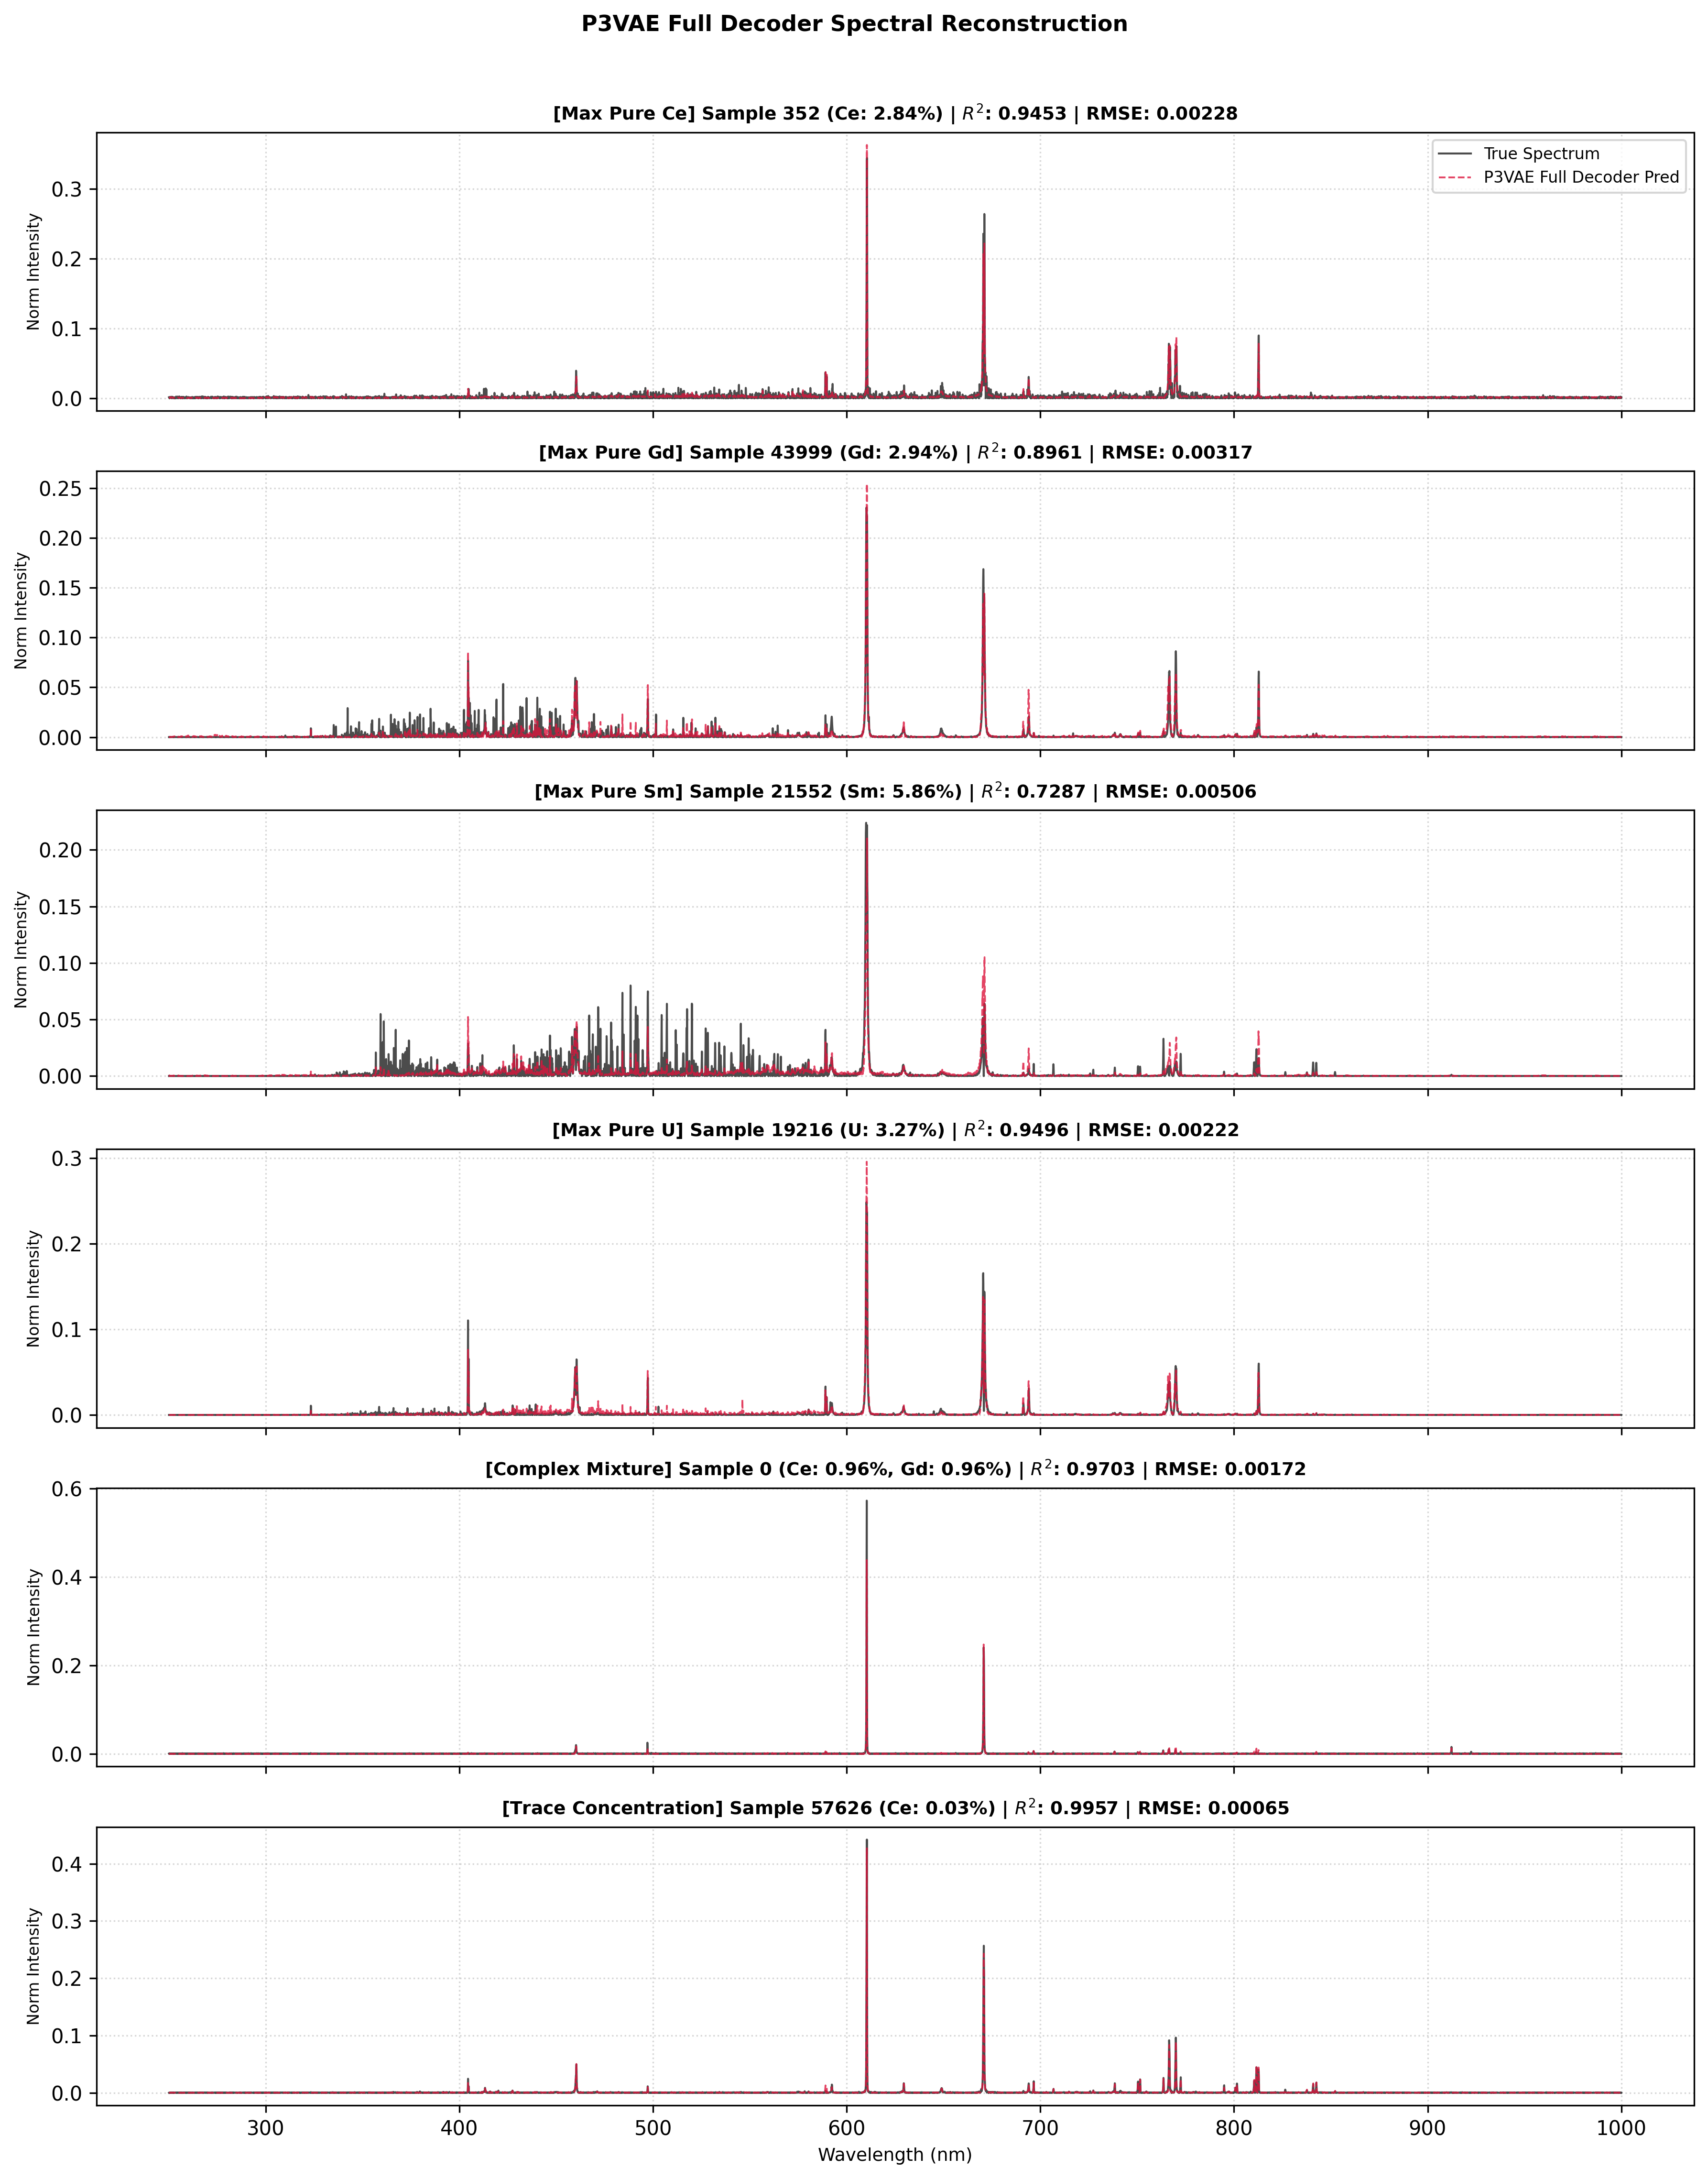 P3VAE Full Decoder Spectral Reconstruction
[Max Pure Ce] Sample 352 (Ce: 2.84%) | R²: 0.9453 | RMSE: 0.00228
True Spectrum
P3VAE Full Decoder Pred
Norm Intensity
0.3
0.2
0.1
0.0
[Max Pure Gd] Sample 43999 (Gd: 2.94%) | R²: 0.8961 | RMSE: 0.00317
Norm Intensity
0.25
0.20
0.15
0.10
0.05
0.00
[Max Pure Sm] Sample 21552 (Sm: 5.86%) | R²: 0.7287 | RMSE: 0.00506
Norm Intensity
0.20
0.15
0.10
0.05
0.00
[Max Pure U] Sample 19216 (U: 3.27%) | R²: 0.9496 | RMSE: 0.00222
Norm Intensity
0.3
0.2
0.1
0.0
[Complex Mixture] Sample 0 (Ce: 0.96%, Gd: 0.96%) | R²: 0.9703 | RMSE: 0.00172
Norm Intensity
0.6
0.4
0.2
0.0
[Trace Concentration] Sample 57626 (Ce: 0.03%) | R²: 0.9957 | RMSE: 0.00065
Norm Intensity
0.4
0.3
0.2
0.1
0.0
300 400 500 600 700 800 900 1000
Wavelength (nm)